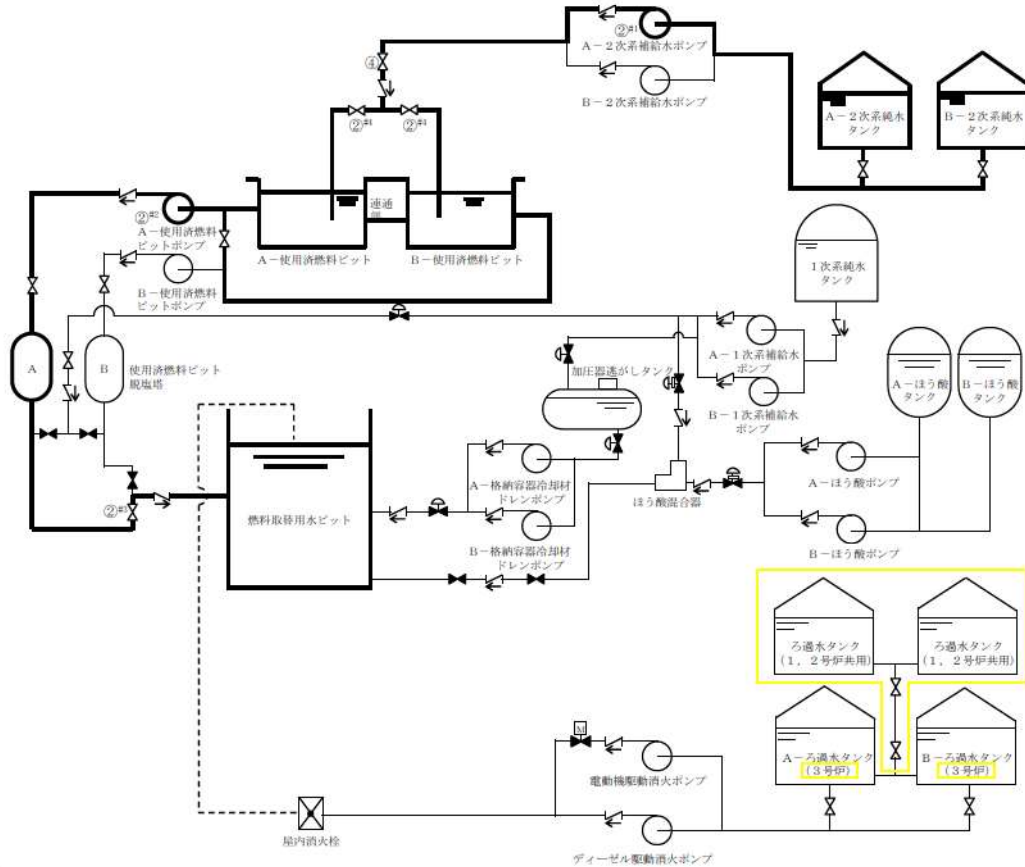 ②#1
A-2次系補給水ポンプ
B-2次系補給水ポンプ
A-2次系純水
タンク
B-2次系純水
タンク
④
②#4
②#4
連通
A-使用済燃料ピット
B-使用済燃料ピット
②#2
A-使用済燃料
ピットポンプ
B-使用済燃料
ピットポンプ
1次系純水
タンク
A
B
使用済燃料ピット
脱塩塔
A-1次系補給水
ポンプ
B-1次系補給水
ポンプ
加圧器逃がしタンク
A-ほう酸
タンク
B-ほう酸
タンク
A-格納容器冷却材
ドレンポンプ
B-格納容器冷却材
ドレンポンプ
ほう酸混合器
A-ほう酸ポンプ
B-ほう酸ポンプ
②#3
燃料取替用水ピット
ろ過水タンク
(1,2号炉共用)
ろ過水タンク
(1,2号炉共用)
A-ろ過水タンク
(3号炉)
B-ろ過水タンク
(3号炉)
M
電動機駆動消火ポンプ
屋内消火栓
ディーゼル駆動消火ポンプ